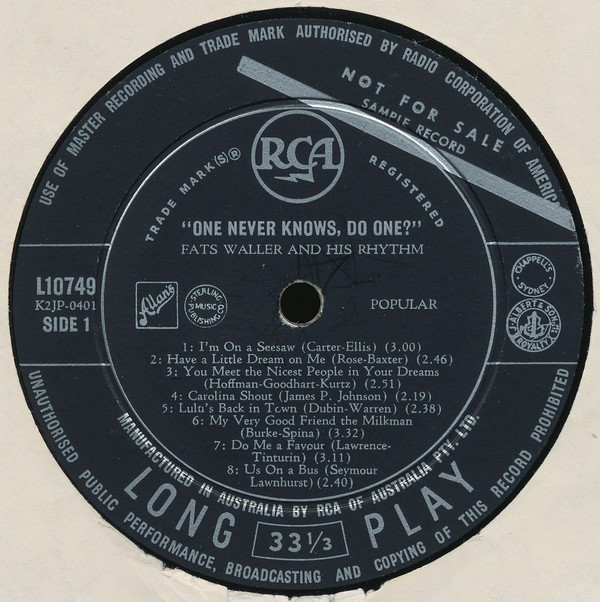 USE OF MASTER RECORDING AND TRADE MARK AUTHORISED BY RADIO CORPORATION OF AMERICA
NOT FOR SALE
SAMPLE RECORD
RCA
TRADE MARK(S)® REGISTERED
"ONE NEVER KNOWS, DO ONE?"
FATS WALLER AND HIS RHYTHM
L10749
K2JP-0401
SIDE 1
Allan's
STERLING MUSIC PUBLISHING CO
POPULAR
CHAPPELL'S SYDNEY
J. ALBERT & SON
ROYALTY
1: I'm On a Seesaw (Carter-Ellis) (3.00)
2: Have a Little Dream on Me (Rose-Baxter) (2.46)
3: You Meet the Nicest People in Your Dreams
(Hoffman-Goodhart-Kurtz) (2.51)
4: Carolina Shout (James P. Johnson) (2.19)
5: Lulu's Back in Town (Dubin-Warren) (2.38)
6: My Very Good Friend the Milkman
(Burke-Spina) (3.32)
7: Do Me a Favour (Lawrence-
Tinturin) (3.11)
8: Us On a Bus (Seymour
Lawnhurst) (2.40)
MANUFACTURED IN AUSTRALIA BY RCA OF AUSTRALIA PTY. LTD.
LONG 33⅓ PLAY
UNAUTHORISED PUBLIC PERFORMANCE, BROADCASTING AND COPYING OF THIS RECORD PROHIBITED